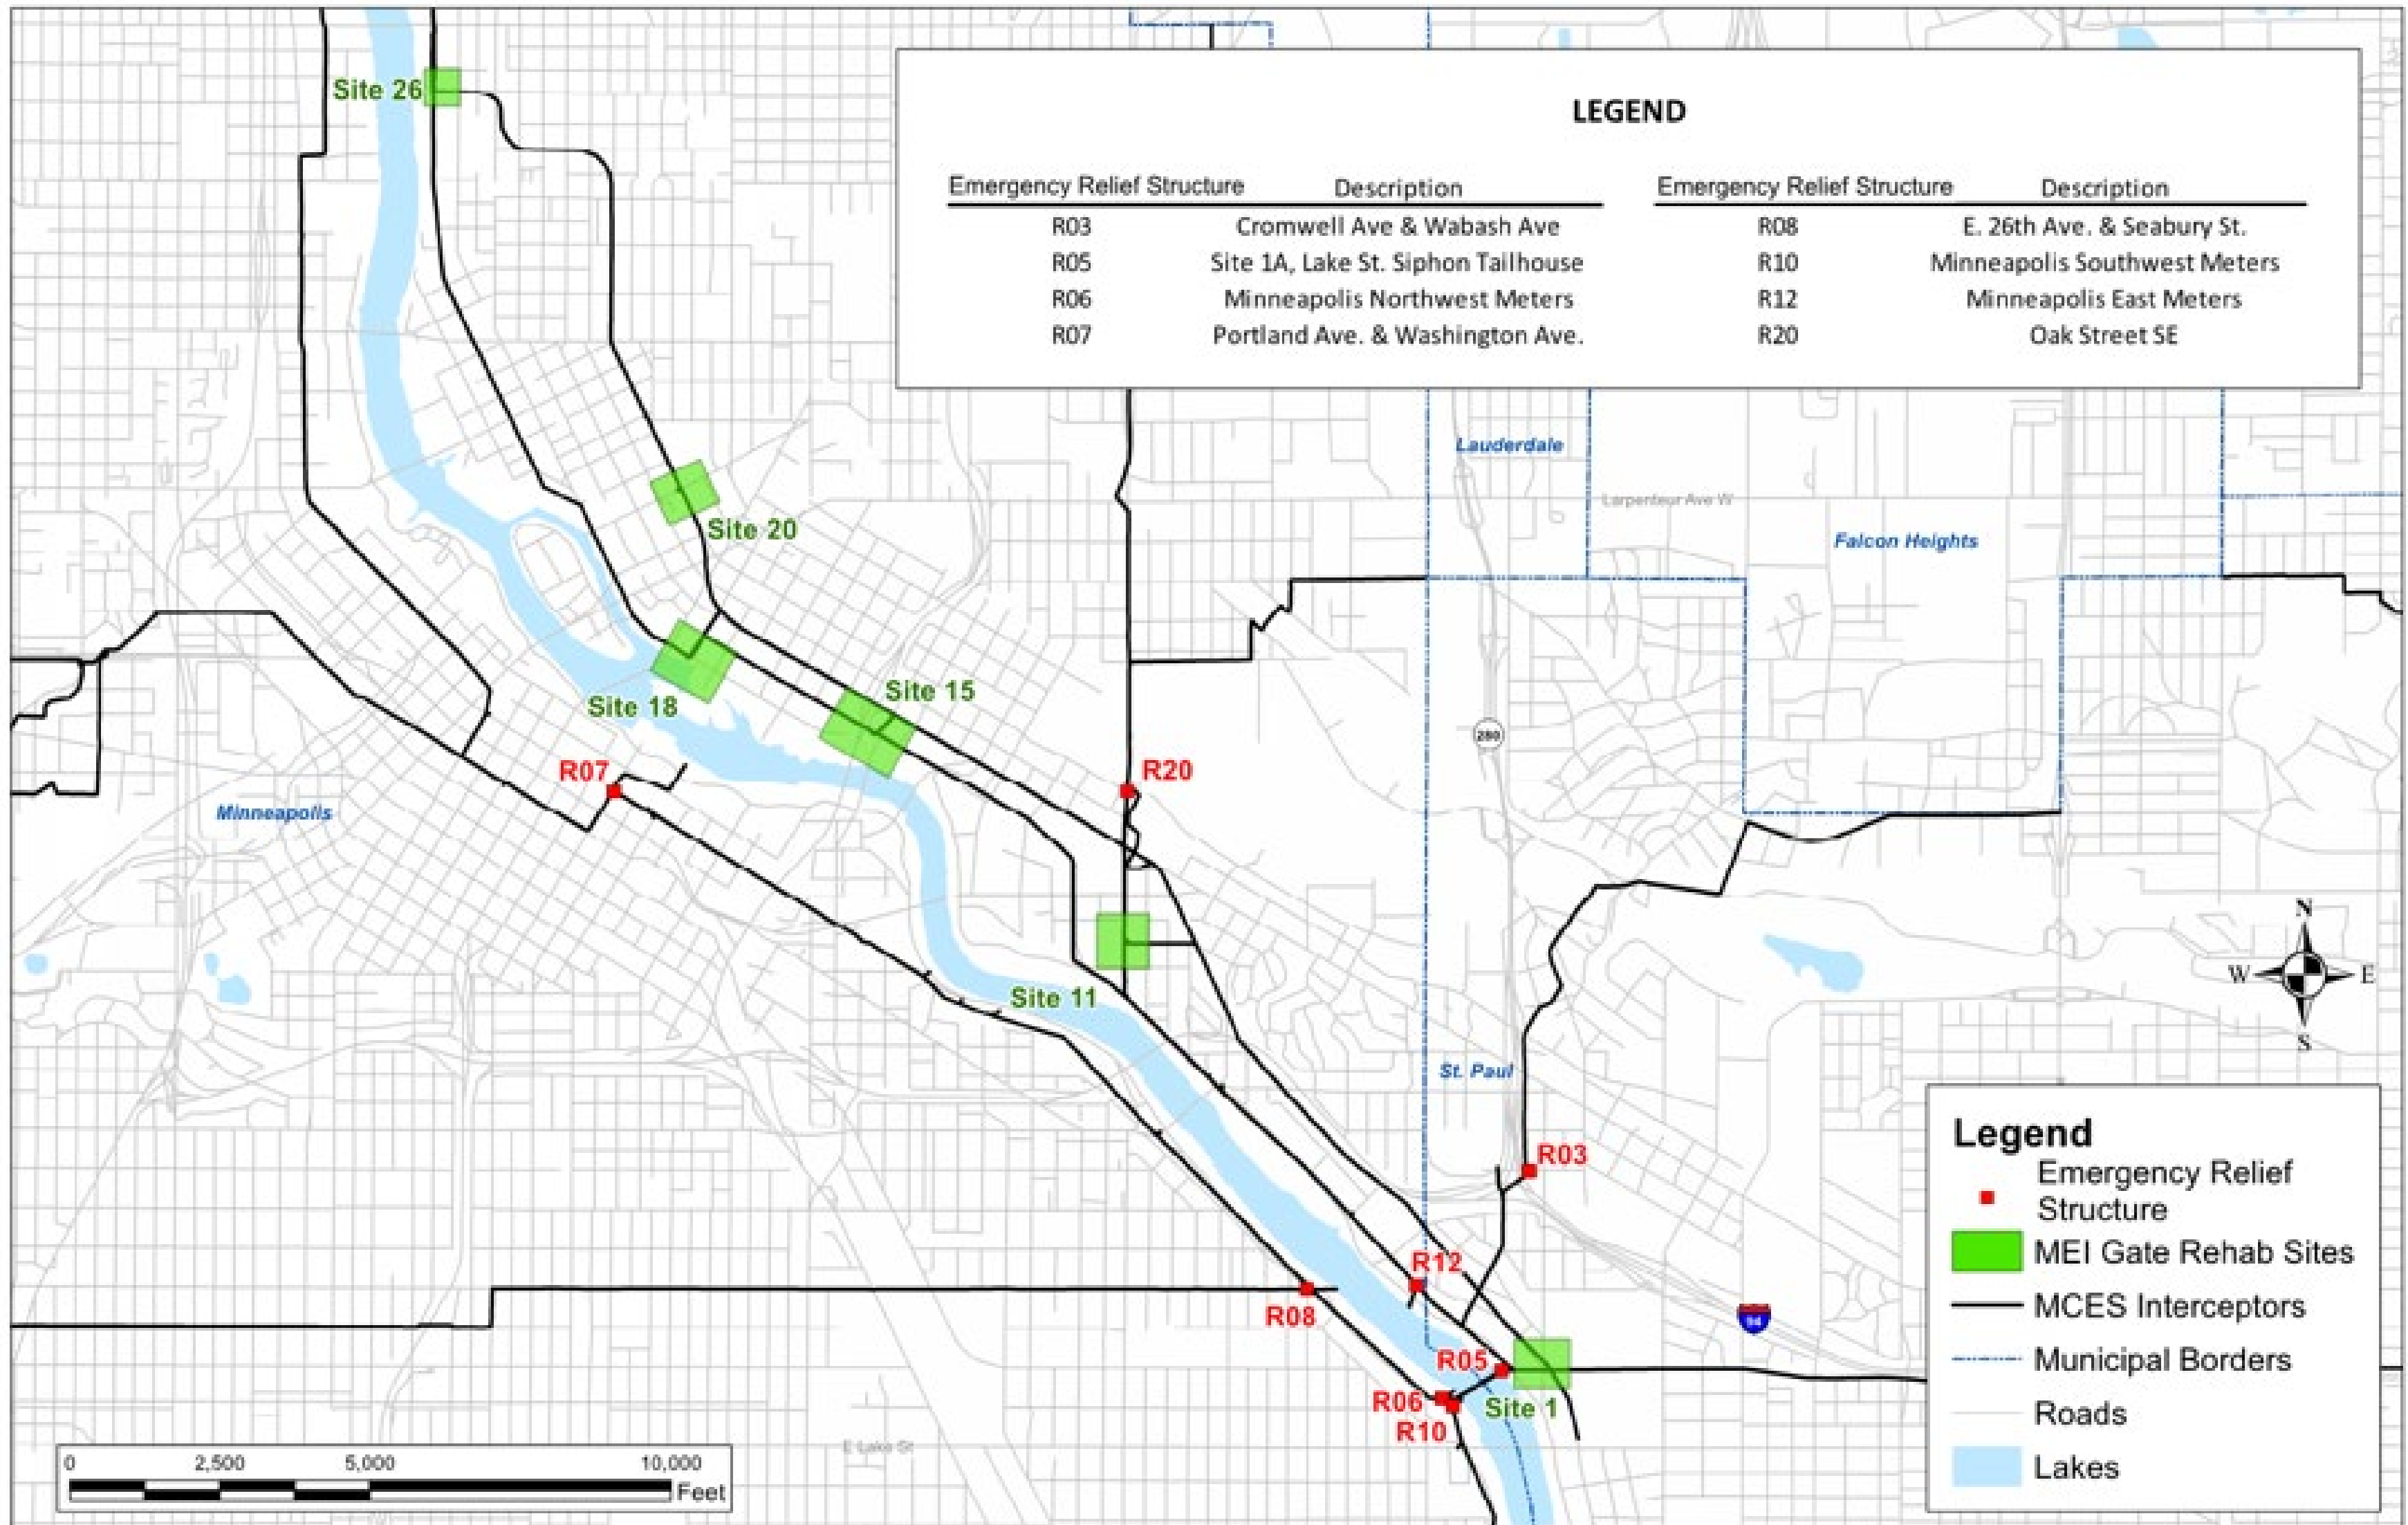 Site 26
LEGEND
Emergency Relief Structure Description Emergency Relief Structure Description
R03 Cromwell Ave & Wabash Ave R08 E. 26th Ave. & Seabury St.
R05 Site 1A, Lake St. Siphon Tailhouse R10 Minneapolis Southwest Meters
R06 Minneapolis Northwest Meters R12 Minneapolis East Meters
R07 Portland Ave. & Washington Ave. R20 Oak Street SE
Lauderdale
Larpenteur Ave W
Site 20
Falcon Heights
Site 15
Site 18
280
R07
R20
Minneapolis
N
W E
S
Site 11
St. Paul
R03
R12
R08
94
R05
R06
Site 1
R10
E Lake St
Legend
Emergency Relief
Structure
MEI Gate Rehab Sites
MCES Interceptors
Municipal Borders
Roads
Lakes
0 2,500 5,000 10,000
Feet